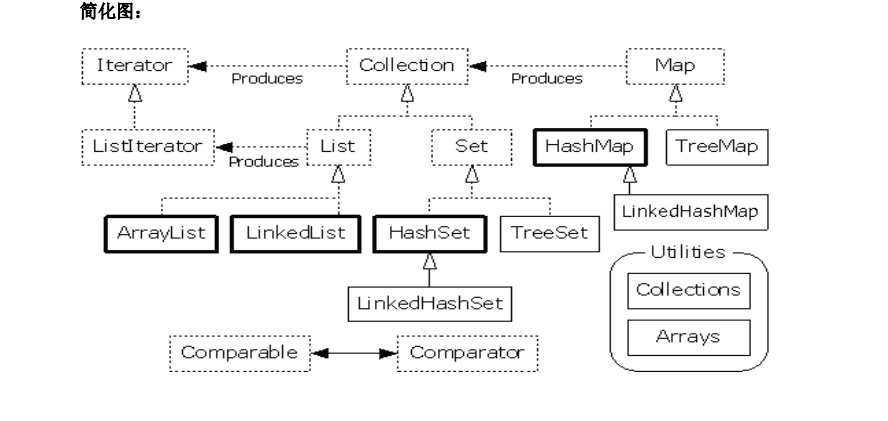 简化图：
Iterator
Produces
Collection
Produces
Map
ListIterator
Produces
List
Set
HashMap
TreeMap
ArrayList
LinkedList
HashSet
TreeSet
LinkedHashMap
Utilities
Collections
Arrays
LinkedHashSet
Comparable
Comparator